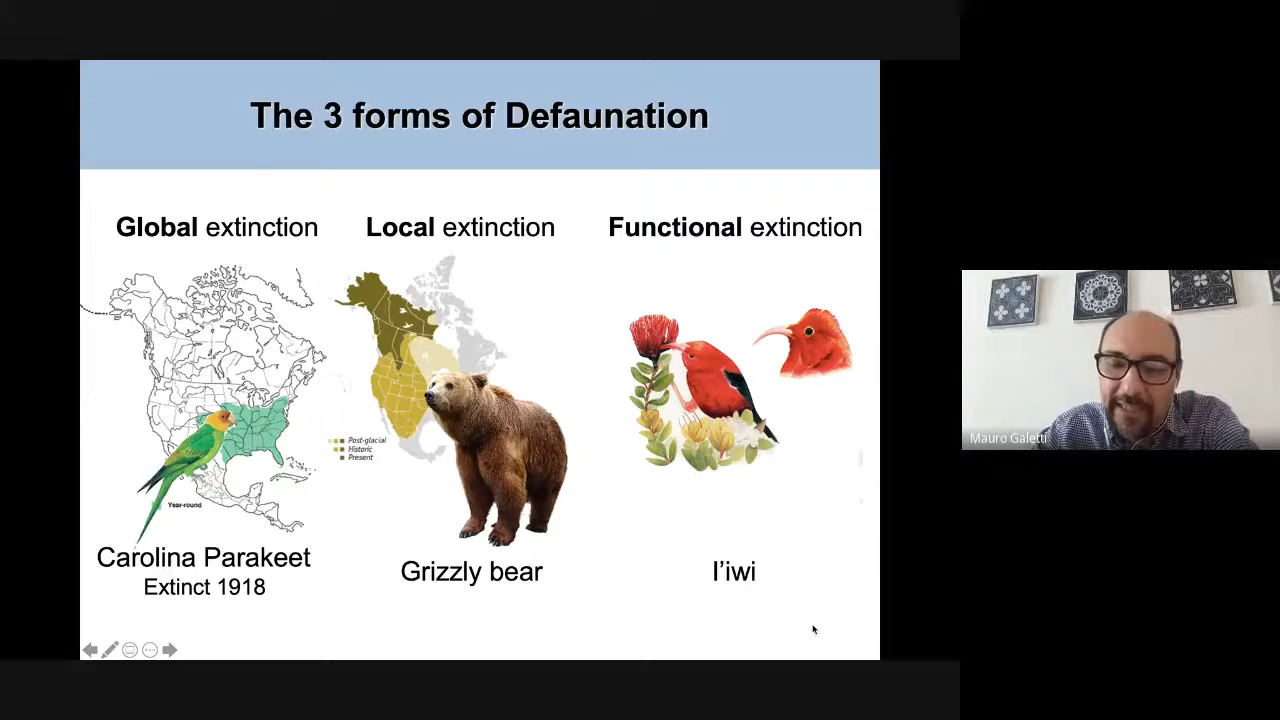 The 3 forms of Defaunation
Global extinction
Local extinction
Functional extinction
Post-glacial
Historic
Present
Year-round
Carolina Parakeet
Extinct 1918
Grizzly bear
I'iwi
Mauro Galetti